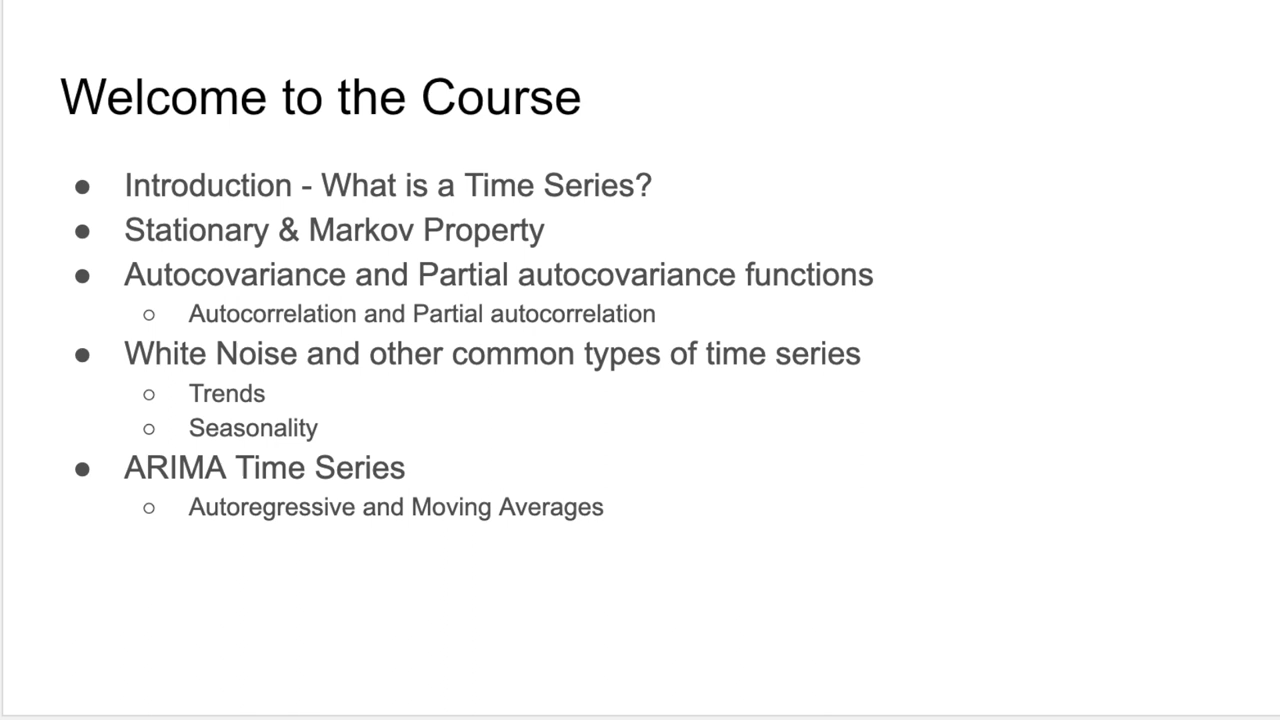 Welcome to the Course
● Introduction - What is a Time Series?
● Stationary & Markov Property
● Autocovariance and Partial autocovariance functions
○ Autocorrelation and Partial autocorrelation
● White Noise and other common types of time series
○ Trends
○ Seasonality
● ARIMA Time Series
○ Autoregressive and Moving Averages